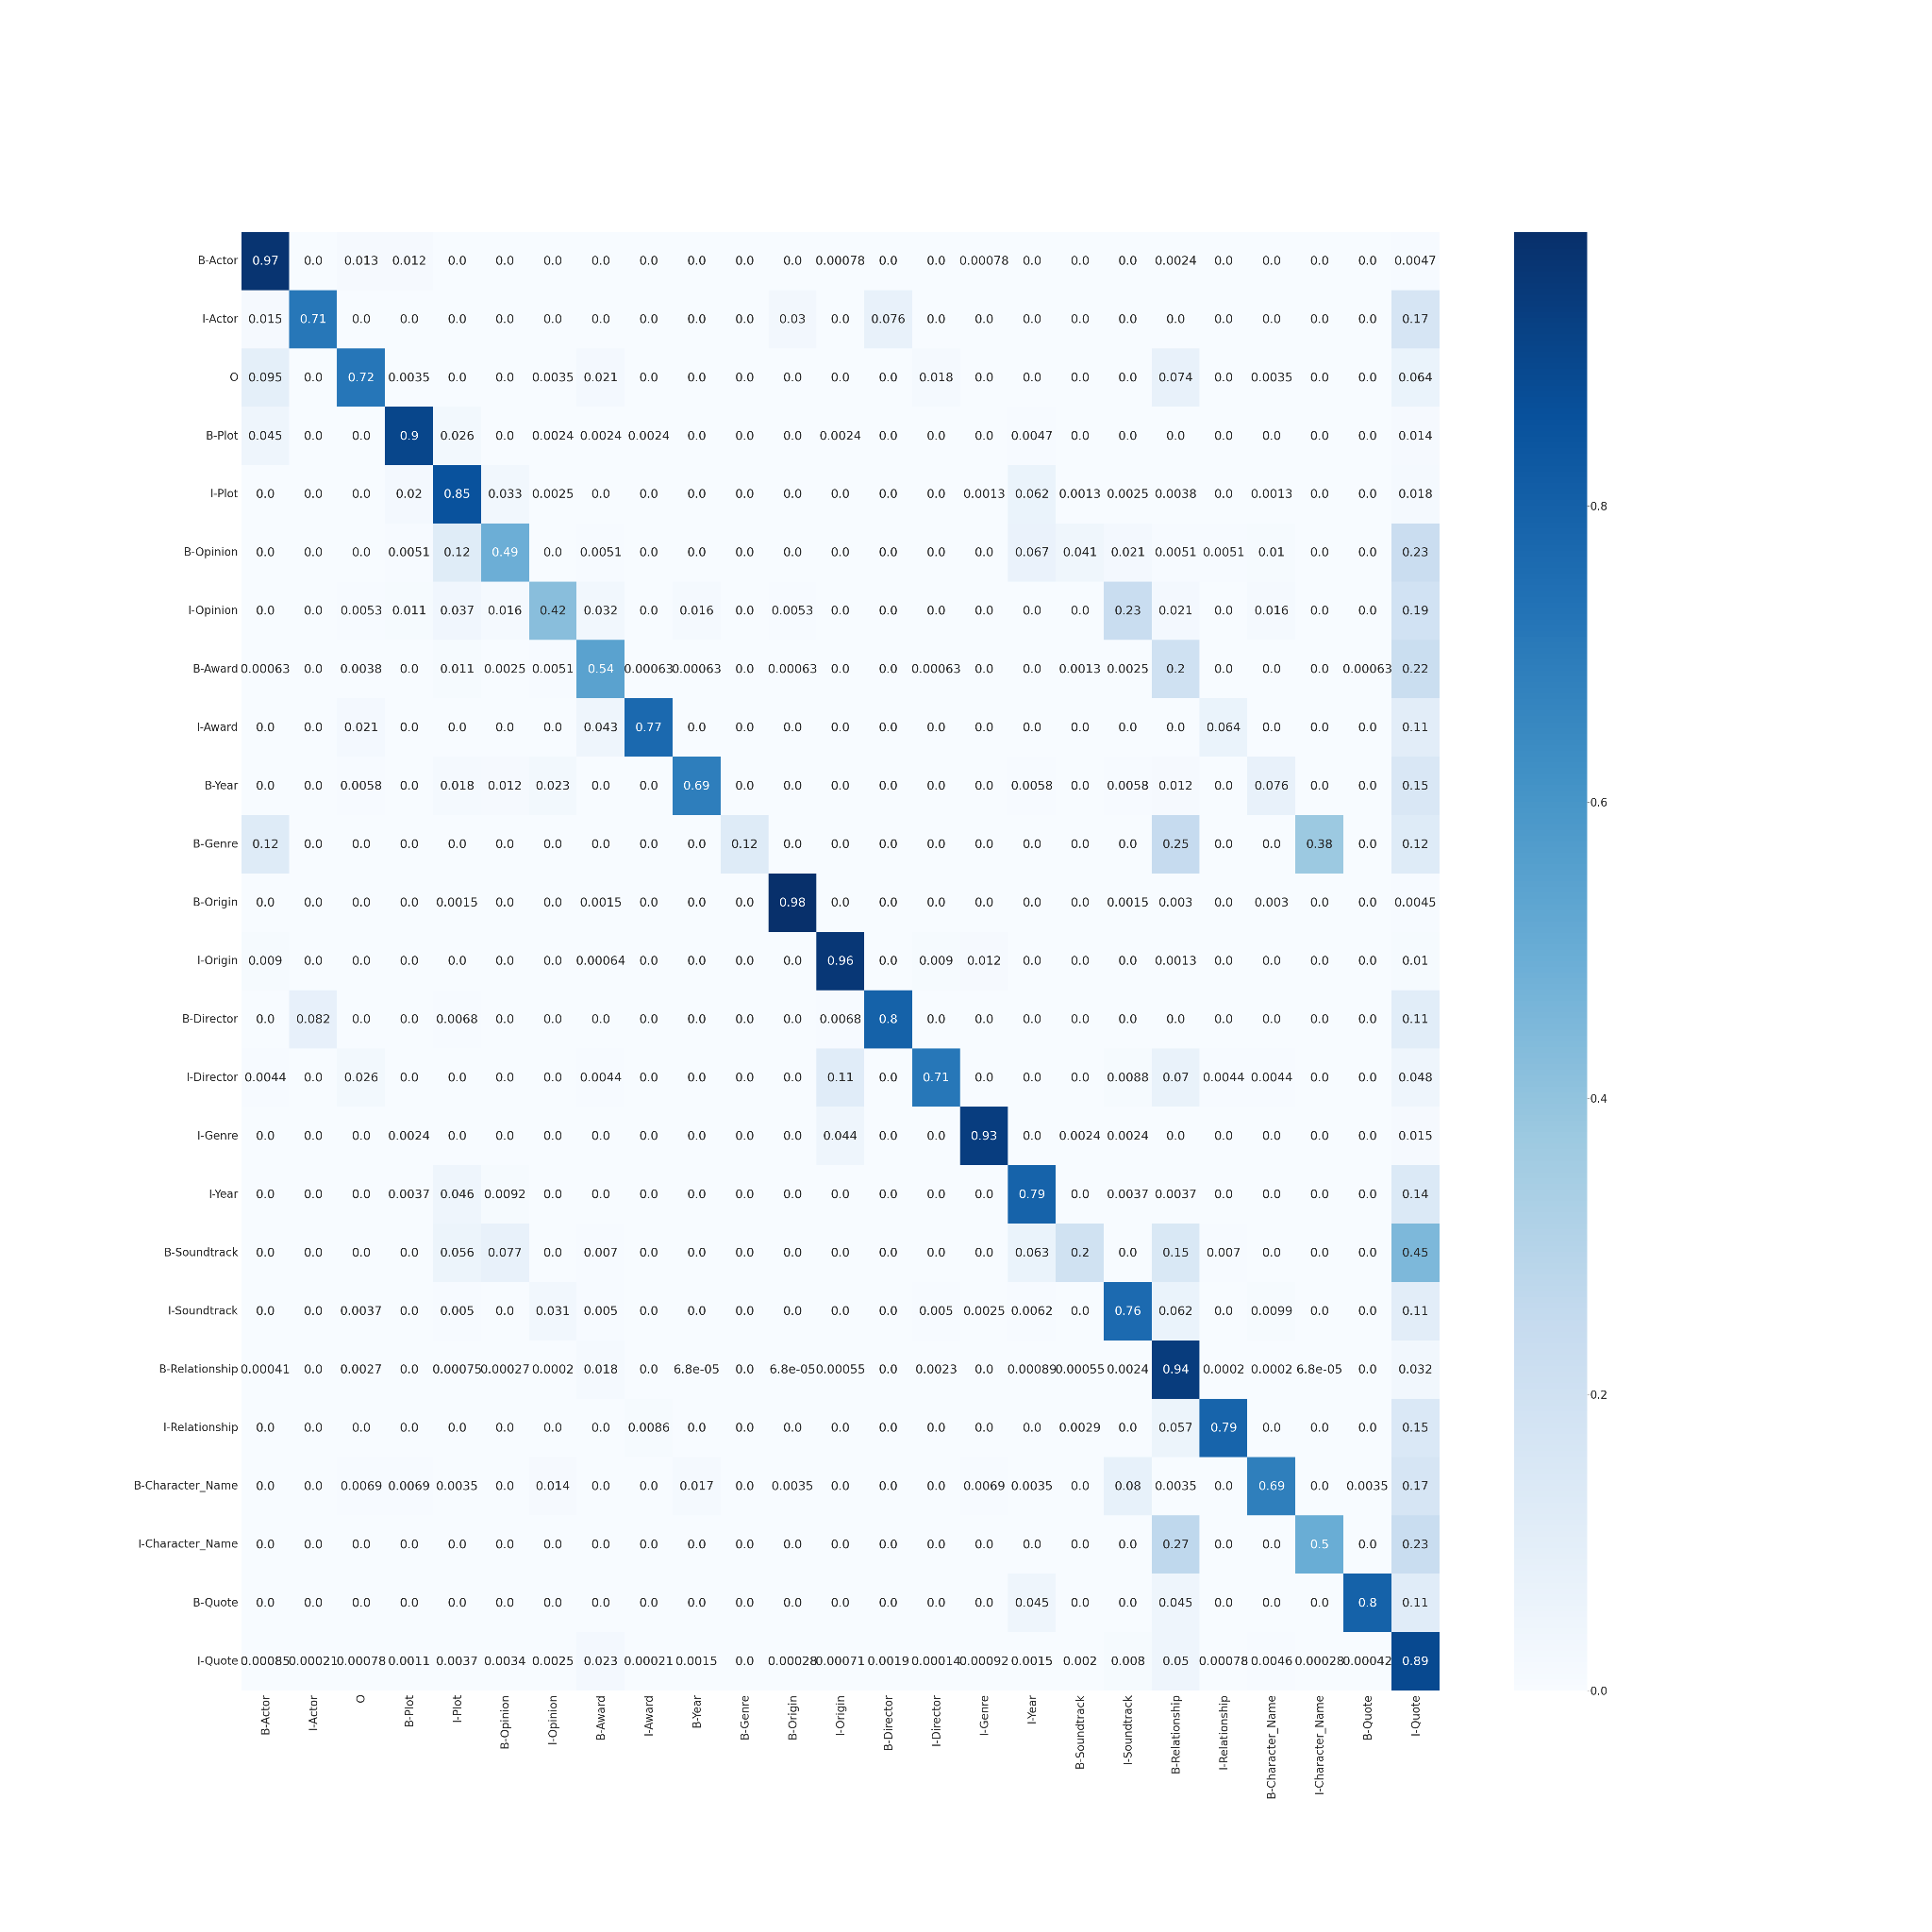 B-Actor 0.97 0.0 0.013 0.012 0.0 0.0 0.0 0.0 0.0 0.0 0.0 0.0 0.00078 0.0 0.0 0.00078 0.0 0.0 0.0 0.0024 0.0 0.0 0.0 0.0 0.0047
I-Actor 0.015 0.71 0.0 0.0 0.0 0.0 0.0 0.0 0.0 0.0 0.0 0.03 0.0 0.076 0.0 0.0 0.0 0.0 0.0 0.0 0.0 0.0 0.0 0.0 0.17
O 0.095 0.0 0.72 0.0035 0.0 0.0 0.0035 0.021 0.0 0.0 0.0 0.0 0.0 0.0 0.018 0.0 0.0 0.0 0.0 0.074 0.0 0.0035 0.0 0.0 0.064
B-Plot 0.045 0.0 0.0 0.9 0.026 0.0 0.0024 0.0024 0.0024 0.0 0.0 0.0 0.0024 0.0 0.0 0.0 0.0047 0.0 0.0 0.0 0.0 0.0 0.0 0.0 0.014
I-Plot 0.0 0.0 0.0 0.02 0.85 0.033 0.0025 0.0 0.0 0.0 0.0 0.0 0.0 0.0 0.0 0.0013 0.062 0.0013 0.0025 0.0038 0.0 0.0013 0.0 0.0 0.018
0.8
B-Opinion 0.0 0.0 0.0 0.0051 0.12 0.49 0.0 0.0051 0.0 0.0 0.0 0.0 0.0 0.0 0.0 0.0 0.067 0.041 0.021 0.0051 0.0051 0.01 0.0 0.0 0.23
I-Opinion 0.0 0.0 0.0053 0.011 0.037 0.016 0.42 0.032 0.0 0.016 0.0 0.0053 0.0 0.0 0.0 0.0 0.0 0.0 0.23 0.021 0.0 0.016 0.0 0.0 0.19
B-Award 0.00063 0.0 0.0038 0.0 0.011 0.0025 0.0051 0.54 0.00063 0.00063 0.0 0.00063 0.0 0.0 0.00063 0.0 0.0 0.0013 0.0025 0.2 0.0 0.0 0.0 0.00063 0.22
I-Award 0.0 0.0 0.021 0.0 0.0 0.0 0.0 0.043 0.77 0.0 0.0 0.0 0.0 0.0 0.0 0.0 0.0 0.0 0.0 0.0 0.064 0.0 0.0 0.0 0.11
B-Year 0.0 0.0 0.0058 0.0 0.018 0.012 0.023 0.0 0.0 0.69 0.0 0.0 0.0 0.0 0.0 0.0 0.0058 0.0 0.0058 0.012 0.0 0.076 0.0 0.0 0.15
0.6
B-Genre 0.12 0.0 0.0 0.0 0.0 0.0 0.0 0.0 0.0 0.0 0.12 0.0 0.0 0.0 0.0 0.0 0.0 0.0 0.0 0.25 0.0 0.0 0.38 0.0 0.12
B-Origin 0.0 0.0 0.0 0.0 0.0015 0.0 0.0 0.0015 0.0 0.0 0.0 0.98 0.0 0.0 0.0 0.0 0.0 0.0 0.0015 0.003 0.0 0.003 0.0 0.0 0.0045
I-Origin 0.009 0.0 0.0 0.0 0.0 0.0 0.0 0.00064 0.0 0.0 0.0 0.0 0.96 0.0 0.009 0.012 0.0 0.0 0.0 0.0013 0.0 0.0 0.0 0.0 0.01
B-Director 0.0 0.082 0.0 0.0 0.0068 0.0 0.0 0.0 0.0 0.0 0.0 0.0 0.0068 0.8 0.0 0.0 0.0 0.0 0.0 0.0 0.0 0.0 0.0 0.0 0.11
I-Director 0.0044 0.0 0.026 0.0 0.0 0.0 0.0 0.0044 0.0 0.0 0.0 0.0 0.11 0.0 0.71 0.0 0.0 0.0 0.0088 0.07 0.0044 0.0044 0.0 0.0 0.048
0.4
I-Genre 0.0 0.0 0.0 0.0024 0.0 0.0 0.0 0.0 0.0 0.0 0.0 0.0 0.044 0.0 0.0 0.93 0.0 0.0024 0.0024 0.0 0.0 0.0 0.0 0.0 0.015
I-Year 0.0 0.0 0.0 0.0037 0.046 0.0092 0.0 0.0 0.0 0.0 0.0 0.0 0.0 0.0 0.0 0.0 0.79 0.0 0.0037 0.0037 0.0 0.0 0.0 0.0 0.14
B-Soundtrack 0.0 0.0 0.0 0.0 0.056 0.077 0.0 0.007 0.0 0.0 0.0 0.0 0.0 0.0 0.0 0.0 0.063 0.2 0.0 0.15 0.007 0.0 0.0 0.0 0.45
I-Soundtrack 0.0 0.0 0.0037 0.0 0.005 0.0 0.031 0.005 0.0 0.0 0.0 0.0 0.0 0.0 0.005 0.0025 0.0062 0.0 0.76 0.062 0.0 0.0099 0.0 0.0 0.11
B-Relationship 0.00041 0.0 0.0027 0.0 0.00075 0.00027 0.0002 0.018 0.0 6.8e-05 0.0 6.8e-05 0.00055 0.0 0.0023 0.0 0.00089 0.00055 0.0024 0.94 0.0002 0.0002 6.8e-05 0.0 0.032
0.2
I-Relationship 0.0 0.0 0.0 0.0 0.0 0.0 0.0 0.0 0.0086 0.0 0.0 0.0 0.0 0.0 0.0 0.0 0.0 0.0029 0.0 0.057 0.79 0.0 0.0 0.0 0.15
B-Character_Name 0.0 0.0 0.0069 0.0069 0.0035 0.0 0.014 0.0 0.0 0.017 0.0 0.0035 0.0 0.0 0.0 0.0069 0.0035 0.0 0.08 0.0035 0.0 0.69 0.0 0.0035 0.17
I-Character_Name 0.0 0.0 0.0 0.0 0.0 0.0 0.0 0.0 0.0 0.0 0.0 0.0 0.0 0.0 0.0 0.0 0.0 0.0 0.0 0.27 0.0 0.0 0.5 0.0 0.23
B-Quote 0.0 0.0 0.0 0.0 0.0 0.0 0.0 0.0 0.0 0.0 0.0 0.0 0.0 0.0 0.0 0.0 0.045 0.0 0.0 0.045 0.0 0.0 0.0 0.8 0.11
I-Quote 0.00085 0.00021 0.00078 0.0011 0.0037 0.0034 0.0025 0.023 0.00021 0.0015 0.0 0.00028 0.00071 0.0019 0.00014 0.00092 0.0015 0.002 0.008 0.05 0.00078 0.0046 0.00028 0.00042 0.89
0.0
B-Actor I-Actor O B-Plot I-Plot B-Opinion I-Opinion B-Award I-Award B-Year B-Genre B-Origin I-Origin B-Director I-Director I-Genre I-Year B-Soundtrack I-Soundtrack B-Relationship I-Relationship B-Character_Name I-Character_Name B-Quote I-Quote